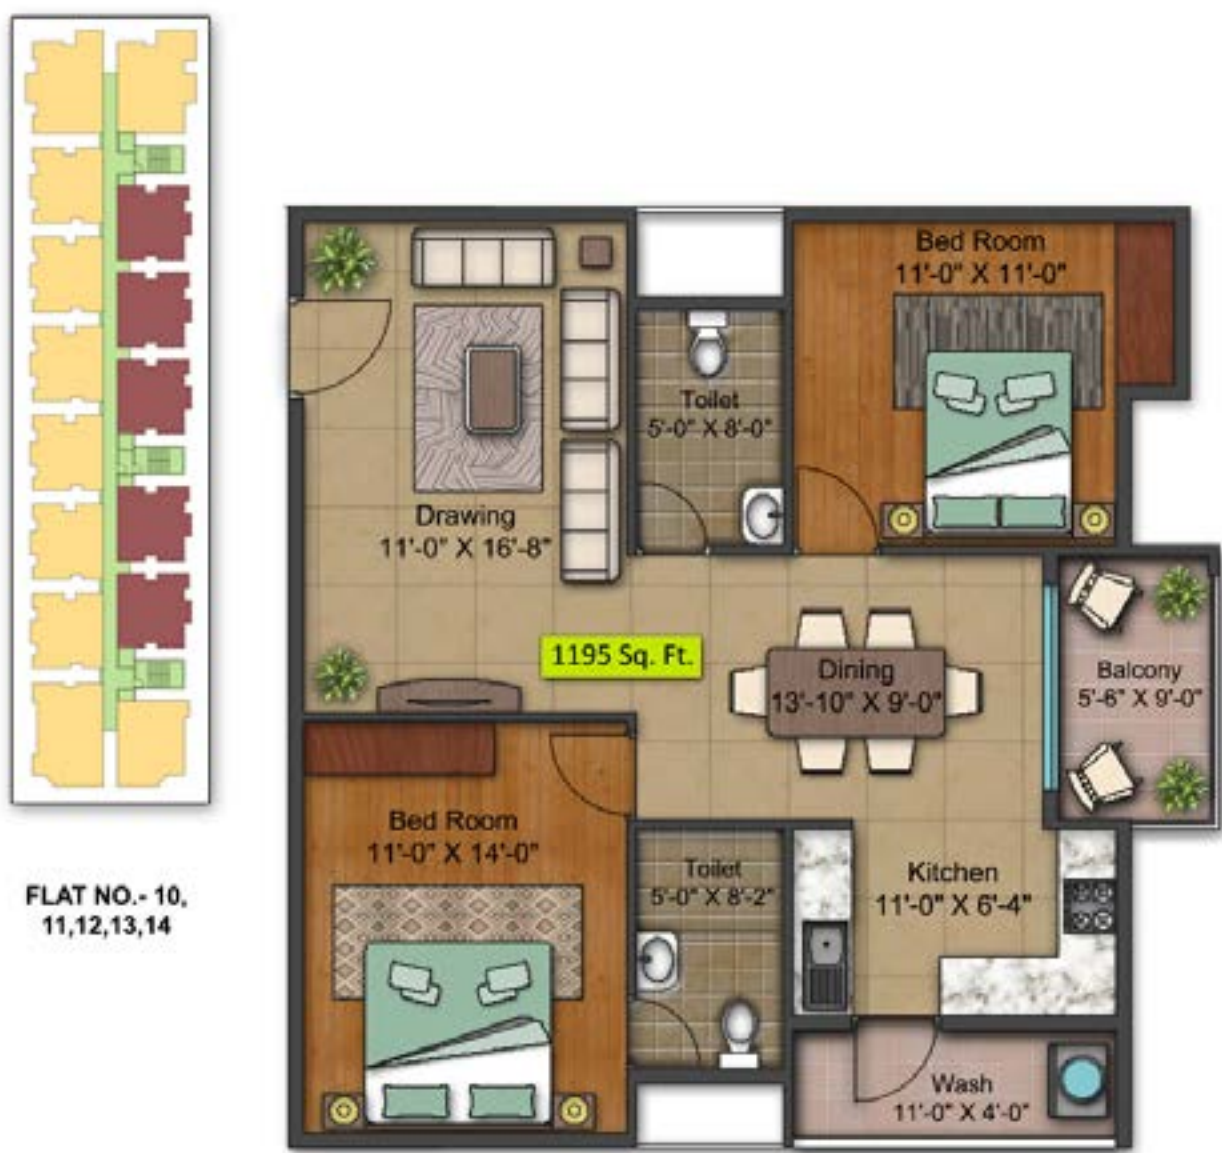 Bed Room
11'-0" X 11'-0"
Toilet
5'-0" X 8'-0"
Drawing
11'-0" X 16'-8"
1195 Sq. Ft.
Dining
13'-10" X 9'-0"
Balcony
5'-6" X 9'-0"
Bed Room
11'-0" X 14'-0"
Toilet
5'-0" X 8'-2"
Kitchen
11'-0" X 6'-4"
Wash
11'-0" X 4'-0"
FLAT NO.- 10,
11,12,13,14